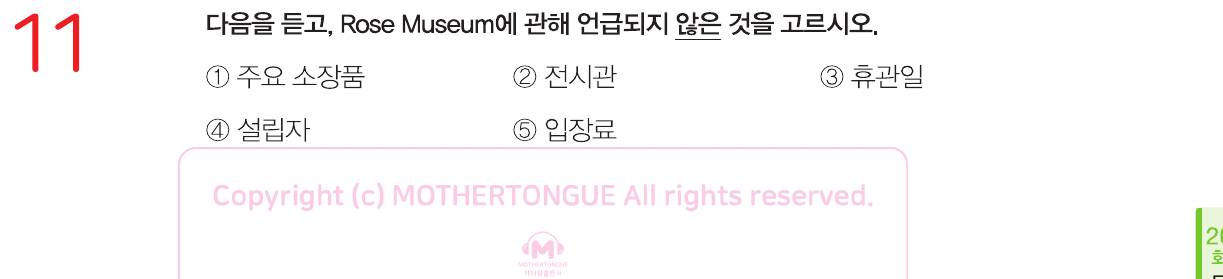 11
다음을 듣고, Rose Museum에 관해 언급되지 않은 것을 고르시오.
① 주요 소장품 ② 전시관 ③ 휴관일
④ 설립자 ⑤ 입장료
Copyright (c) MOTHERTONGUE All rights reserved.
MOTHERTONGUE